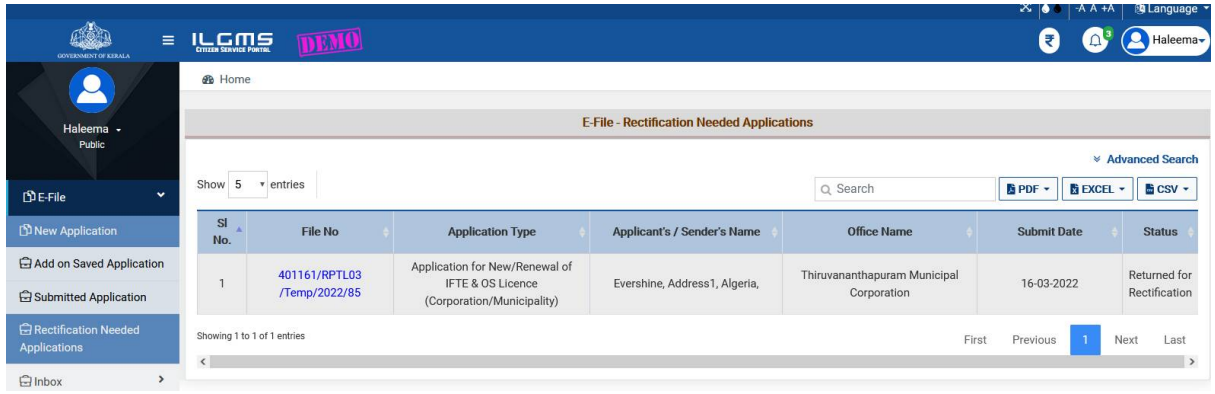 -A A +A Language
GOVERNMENT OF KERALA
ILGMS
CITIZEN SERVICE PORTAL
DEMO
₹
3
Haleema
Home
Haleema
Public
E-File - Rectification Needed Applications
Advanced Search
Show 5 entries
Search
PDF EXCEL CSV
E-File
New Application
Add on Saved Application
Submitted Application
Rectification Needed
Applications
Inbox
Sl
No. File No Application Type Applicant's / Sender's Name Office Name Submit Date Status
1 401161/RPTL03
/Temp/2022/85
Application for New/Renewal of
IFTE & OS Licence
(Corporation/Municipality)
Evershine, Address1, Algeria,
Thiruvananthapuram Municipal
Corporation
16-03-2022
Returned for
Rectification
Showing 1 to 1 of 1 entries
First Previous 1 Next Last